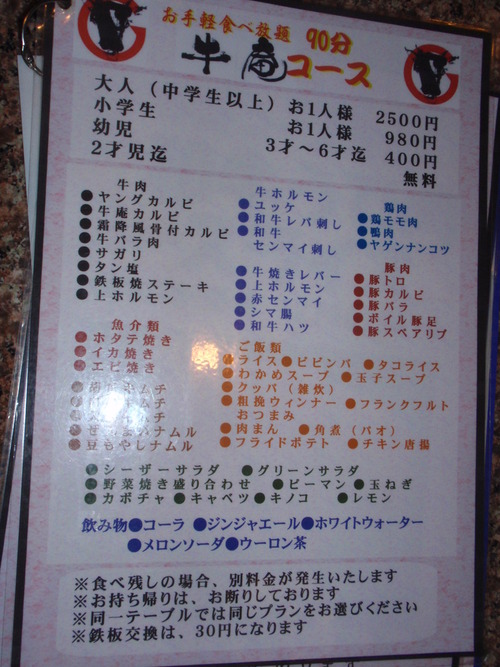 お手軽食べ放題 90分
牛庵コース
大人（中学生以上）お1人様 2500円
小学生 お1人様 980円
幼児 3才～6才迄 400円
2才児迄 無料
牛肉
●ヤングカルビ
●牛庵カルビ
●霜降風骨付カルビ
●牛バラ肉
●サガリ
●タン塩
●鉄板焼ステーキ
●上ホルモン
牛ホルモン
●ユッケ
●和牛レバ刺し
●和牛
センマイ刺し
●牛焼きレバー
●上ホルモン
●赤センマイ
●シマ腸
●和牛ハツ
鶏肉
●鶏モモ肉
●鴨肉
●ヤゲンナンコツ
豚肉
●豚トロ
●豚カルビ
●豚バラ
●ボイル豚足
●豚スペアリブ
魚介類
●ホタテ焼き
●イカ焼き
●エビ焼き
キムチ
ナムル
●豆もやしナムル
ご飯類
●ライス ●ビビンバ ●タコライス
●わかめスープ ●玉子スープ
●クッパ（雑炊）
●粗挽ウィンナー ●フランクフルト
おつまみ
●肉まん ●角煮（バオ）
●フライドポテト ●チキン唐揚
●シーザーサラダ ●グリーンサラダ
●野菜焼き盛り合わせ ●ピーマン ●玉ねぎ
●カボチャ ●キャベツ ●キノコ ●レモン
飲み物●コーラ ●ジンジャエール●ホワイトウォーター
●メロンソーダ●ウーロン茶
※食べ残しの場合、別料金が発生いたします
※お持ち帰りは、お断りしております
※同一テーブルでは同じプランをお選びください
※鉄板交換は、30円になります